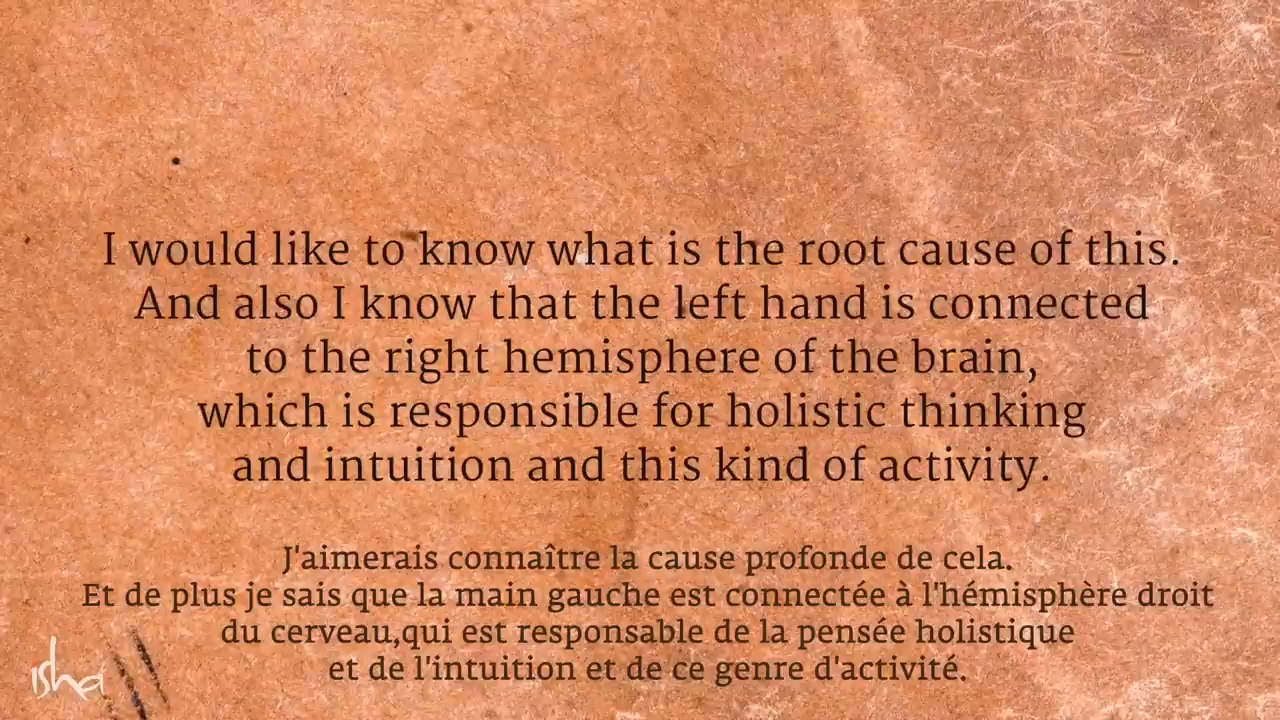 I would like to know what is the root cause of this.
And also I know that the left hand is connected
to the right hemisphere of the brain,
which is responsible for holistic thinking
and intuition and this kind of activity.
J'aimerais connaître la cause profonde de cela.
Et de plus je sais que la main gauche est connectée à l'hémisphère droit
du cerveau,qui est responsable de la pensée holistique
et de l'intuition et de ce genre d'activité.
isha